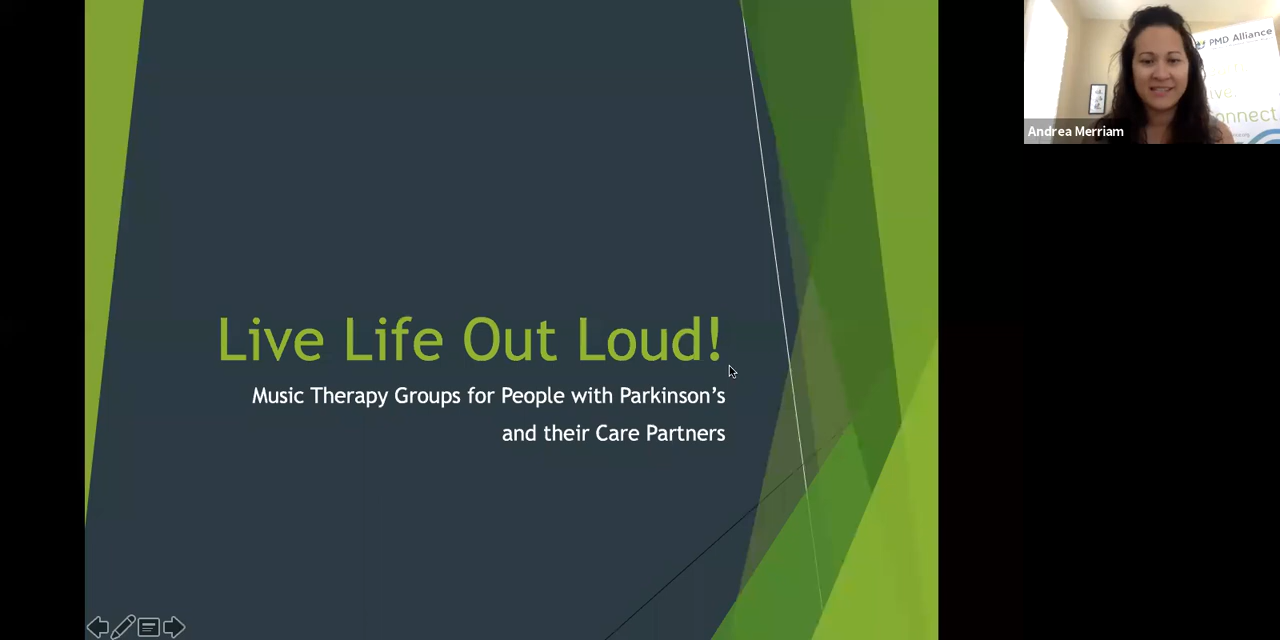 Live Life Out Loud!
Music Therapy Groups for People with Parkinson’s
and their Care Partners
PMD Alliance
Andrea Merriam